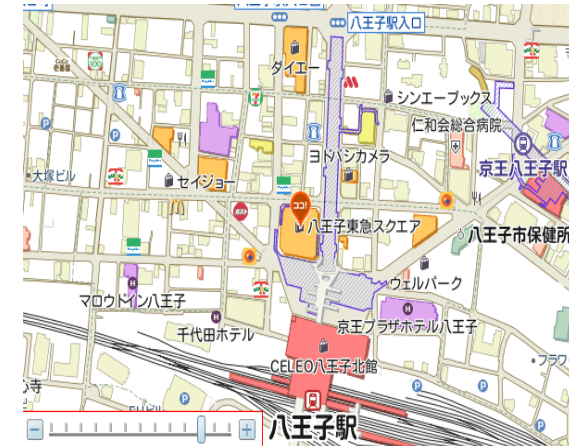 八王子駅入口
ダイエー
CoCo
壱番屋
シンエーブックス
仁和会総合病院
ヨドバシカメラ
京王八王子駅
大塚ビル
セイジョー
ココ!
八王子東急スクエア
八王子市保健所
ウェルパーク
マロウドイン八王子
京王プラザホテル八王子
千代田ホテル
CELEO八王子北館
フラワ
八王子駅